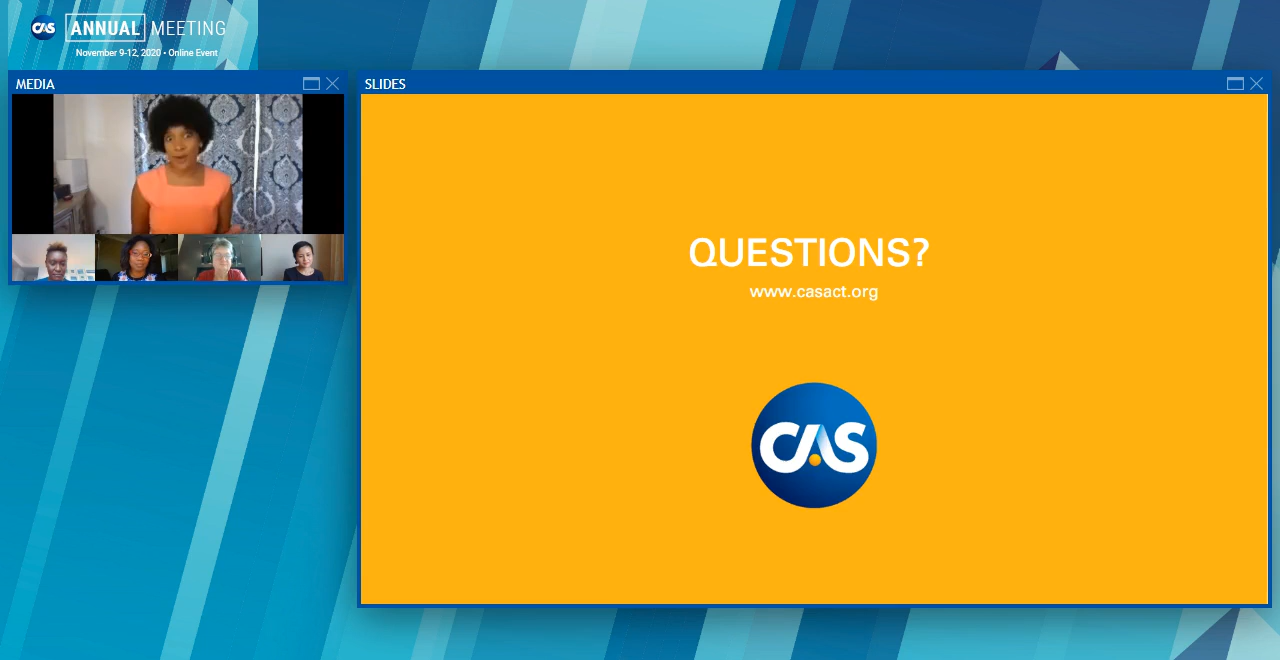 CAS ANNUAL MEETING
November 9-12, 2020 • Online Event
MEDIA
SLIDES
QUESTIONS?
www.casact.org
CAS